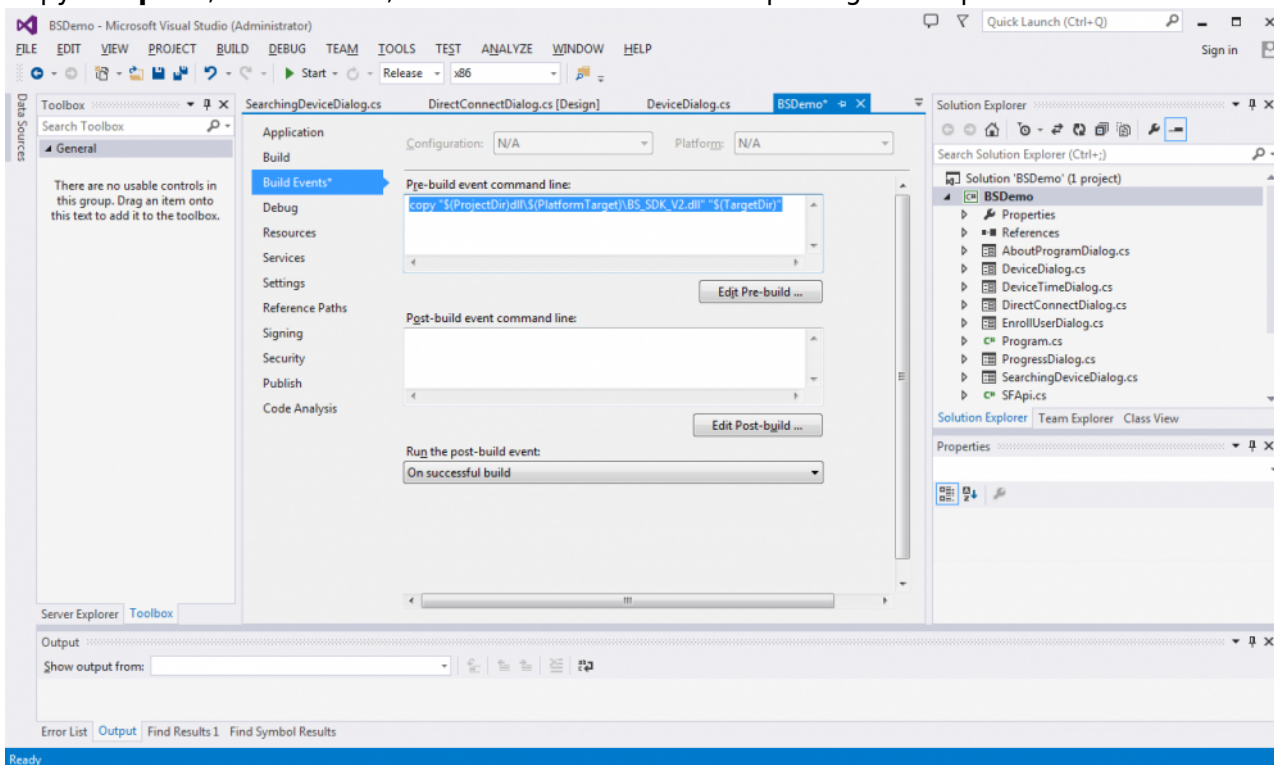 BSDemo - Microsoft Visual Studio (Administrator)
Quick Launch (Ctrl+Q)
FILE EDIT VIEW PROJECT BUILD DEBUG TEAM TOOLS TEST ANALYZE WINDOW HELP
Sign in
Start
Release
x86
Data Sources
Toolbox
Search Toolbox
General
There are no usable controls in
this group. Drag an item onto
this text to add it to the toolbox.
Server Explorer Toolbox
SearchingDeviceDialog.cs DirectConnectDialog.cs [Design] DeviceDialog.cs BSDemo*
Application
Build
Build Events*
Debug
Resources
Services
Settings
Reference Paths
Signing
Security
Publish
Code Analysis
Configuration: N/A Platform: N/A
Pre-build event command line:
copy "$(ProjectDir)dll\$(PlatformTarget)\BS_SDK_V2.dll" "$(TargetDir)"
Edit Pre-build ...
Post-build event command line:
Edit Post-build ...
Run the post-build event:
On successful build
Solution Explorer
Search Solution Explorer (Ctrl+;)
Solution 'BSDemo' (1 project)
BSDemo
Properties
References
AboutProgramDialog.cs
DeviceDialog.cs
DeviceTimeDialog.cs
DirectConnectDialog.cs
EnrollUserDialog.cs
Program.cs
ProgressDialog.cs
SearchingDeviceDialog.cs
SFApi.cs
Solution Explorer Team Explorer Class View
Properties
Output
Show output from:
Error List Output Find Results 1 Find Symbol Results
Ready